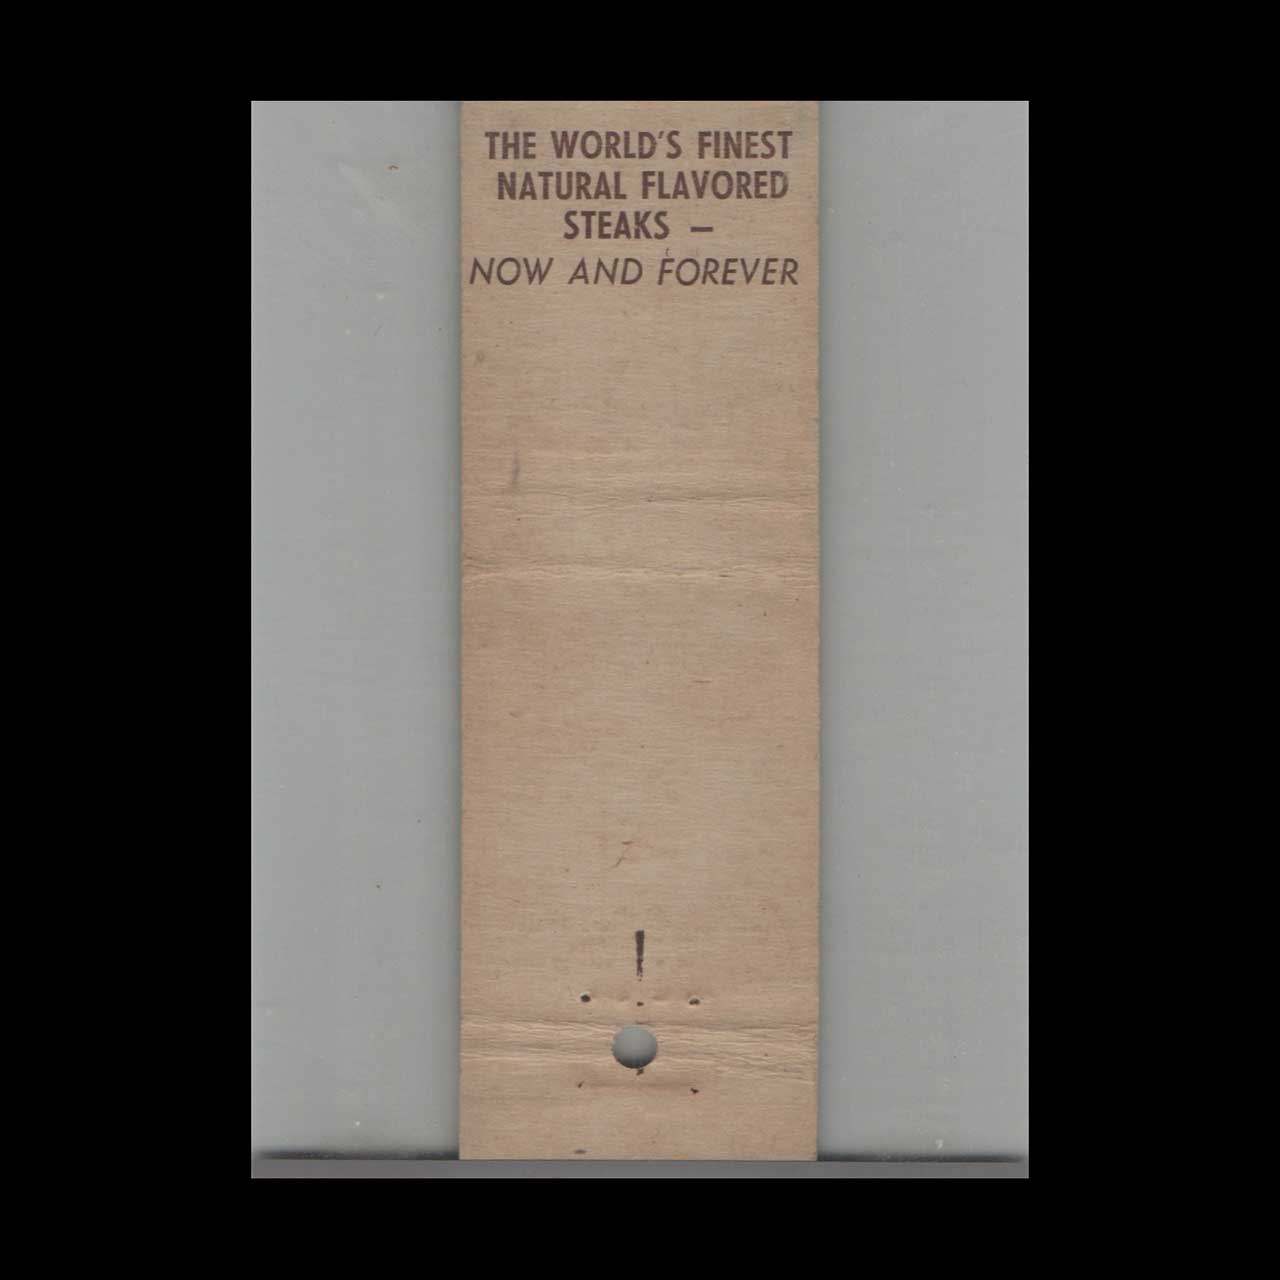 THE WORLD'S FINEST
NATURAL FLAVORED
STEAKS —
NOW AND FOREVER